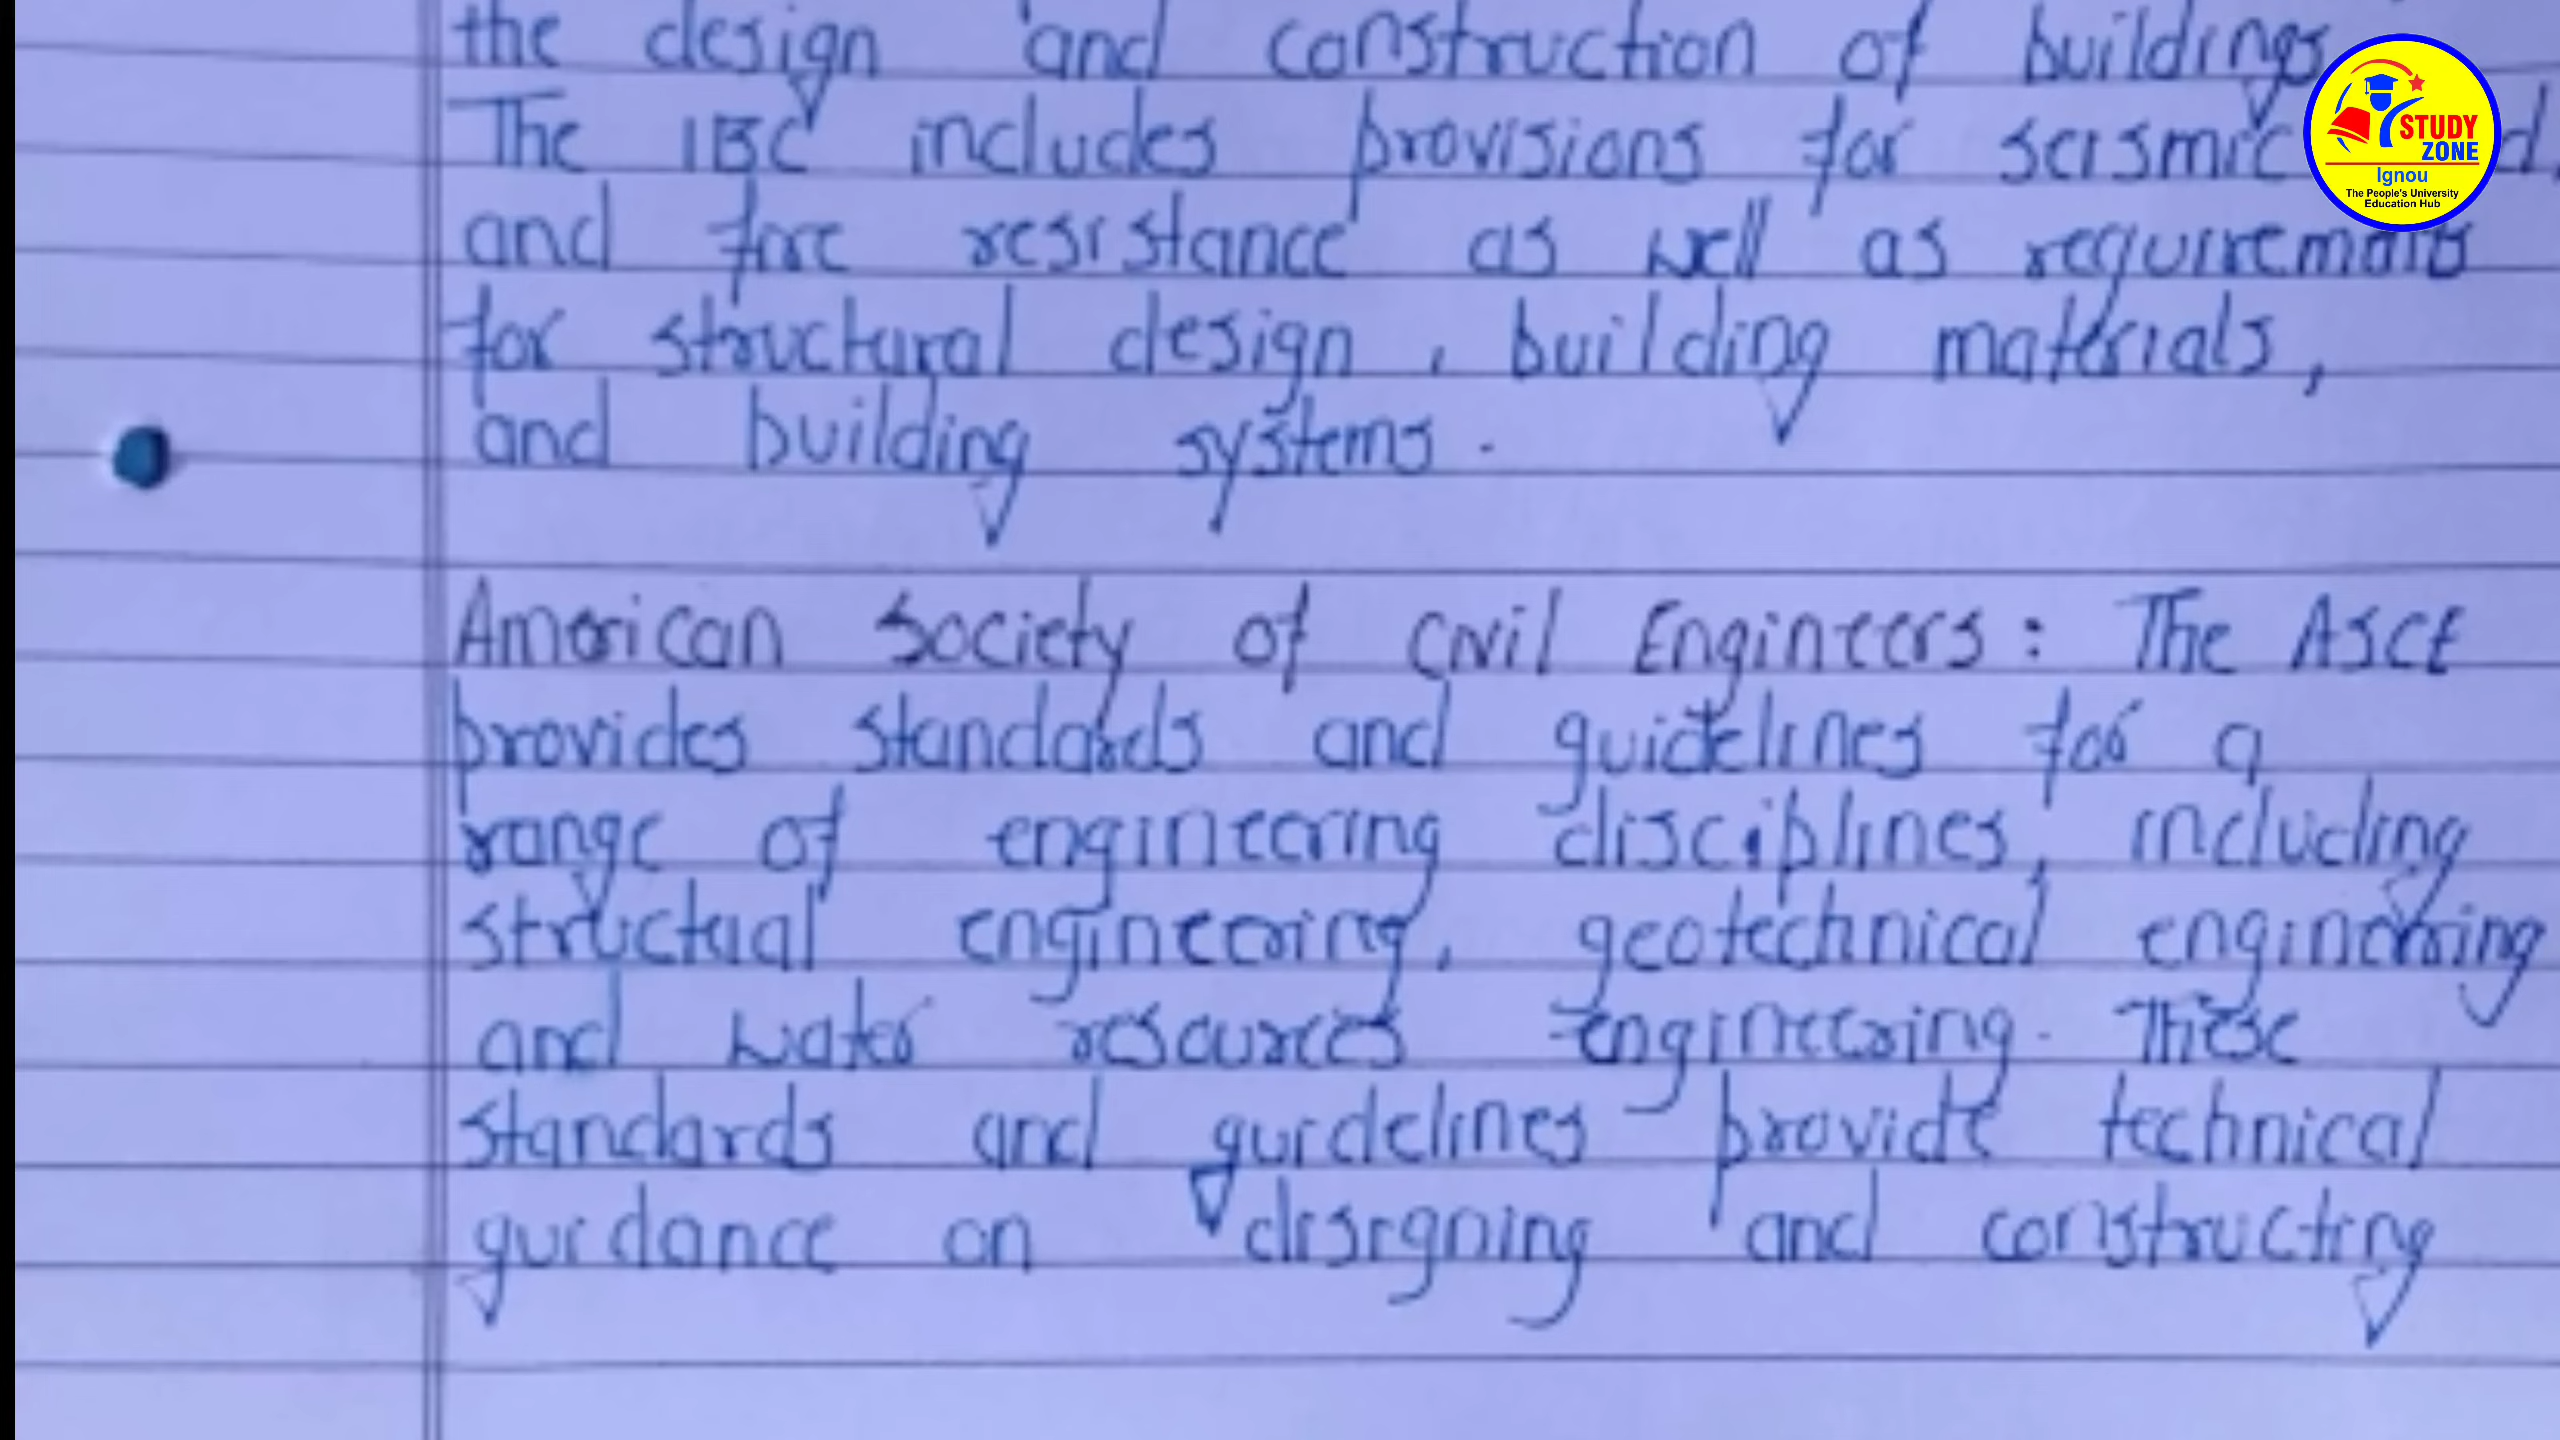 the design and construction of buildings
The IBC includes provisions for seismic
and fire resistance as well as requirements
for structural design, building materials,
and building systems.
American Society of Civil Engineers: The ASCE
provides standards and guidelines for a
range of engineering disciplines, including
structual engineering, geotechnical engineering
and water resources engineering. These
standards and guidelines provide technical
guidance on disigning and constructing
STUDY
ZONE
Ignou
The People's University
Education Hub